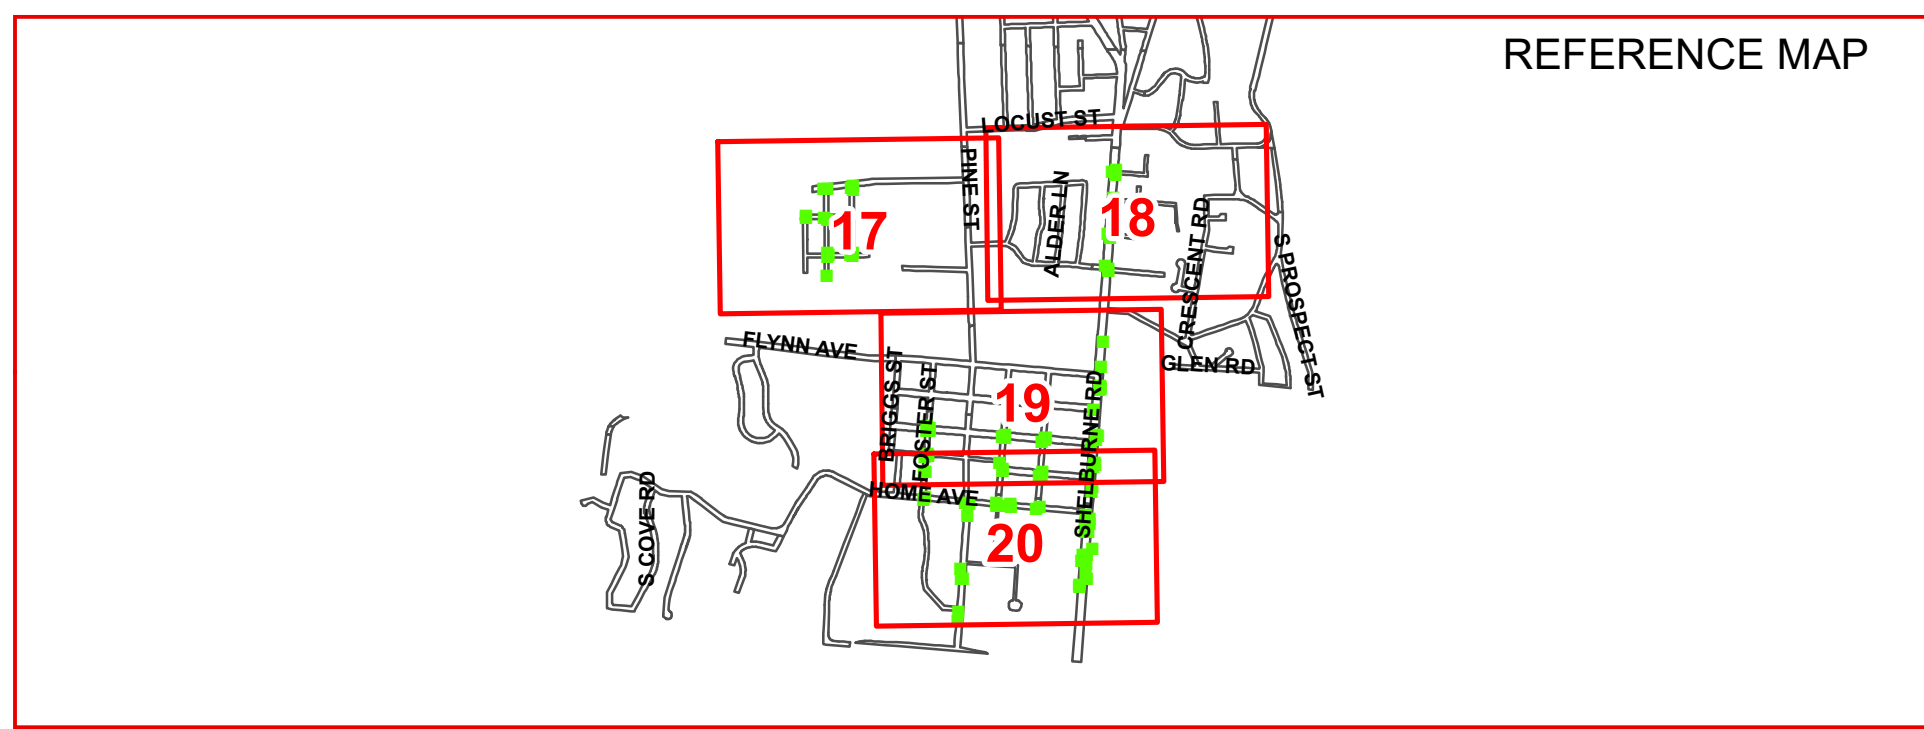 REFERENCE MAP
LOCUST ST
PINE ST
ALDER LN
17
18
CRESCENT RD
S PROSPECT ST
FLYNN AVE
GLEN RD
BRIGGS ST
FOSTER ST
19
SHELBURNE RD
HOME AVE
S COVE RD
20